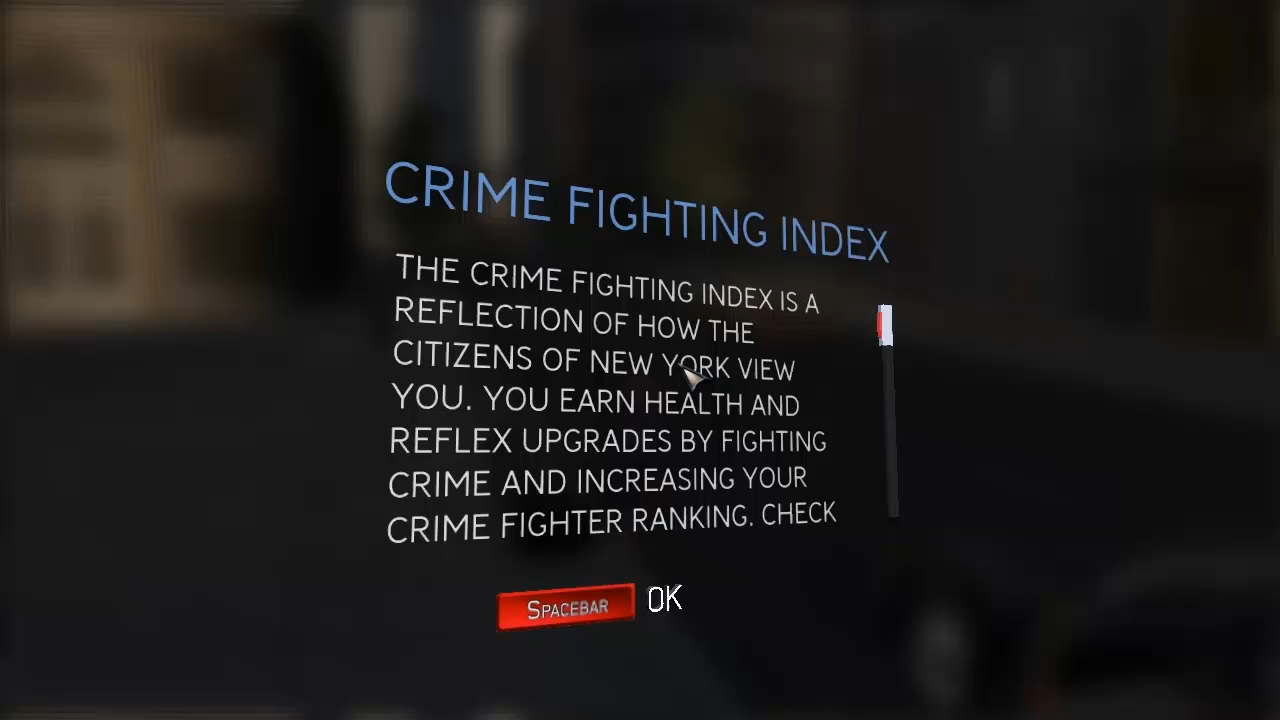 CRIME FIGHTING INDEX
THE CRIME FIGHTING INDEX IS A
REFLECTION OF HOW THE
CITIZENS OF NEW YORK VIEW
YOU. YOU EARN HEALTH AND
REFLEX UPGRADES BY FIGHTING
CRIME AND INCREASING YOUR
CRIME FIGHTER RANKING. CHECK
SPACEBAR OK